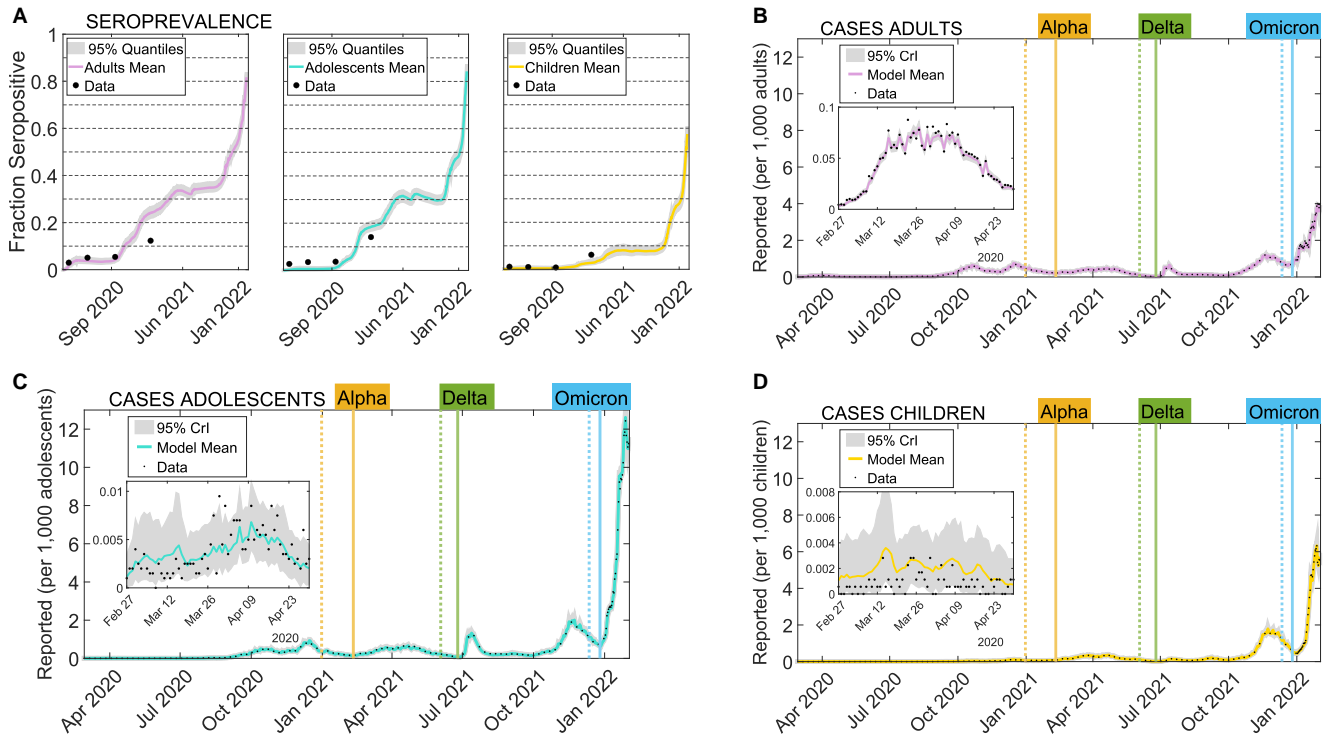 A
SEROPREVALENCE
Fraction Seropositive
1
0.8
0.6
0.4
0.2
0
95% Quantiles
Adults Mean
Data
Sep 2020
Jun 2021
Jan 2022
95% Quantiles
Adolescents Mean
Data
Sep 2020
Jun 2021
Jan 2022
95% Quantiles
Children Mean
Data
Sep 2020
Jun 2021
Jan 2022
B
CASES ADULTS
Alpha
Delta
Omicron
Reported (per 1,000 adults)
12
10
8
6
4
2
0
95% CrI
Model Mean
Data
0.1
0.05
0
Feb 27
Mar 12
Mar 26
Apr 09
Apr 23
2020
Apr 2020
Jul 2020
Oct 2020
Jan 2021
Apr 2021
Jul 2021
Oct 2021
Jan 2022
C
CASES ADOLESCENTS
Alpha
Delta
Omicron
Reported (per 1,000 adolescents)
12
10
8
6
4
2
0
95% CrI
Model Mean
Data
0.01
0.005
0
Feb 27
Mar 12
Mar 26
Apr 09
Apr 23
2020
Apr 2020
Jul 2020
Oct 2020
Jan 2021
Apr 2021
Jul 2021
Oct 2021
Jan 2022
D
CASES CHILDREN
Alpha
Delta
Omicron
Reported (per 1,000 children)
12
10
8
6
4
2
0
95% CrI
Model Mean
Data
0.008
0.006
0.004
0.002
0
Feb 27
Mar 12
Mar 26
Apr 09
Apr 23
2020
Apr 2020
Jul 2020
Oct 2020
Jan 2021
Apr 2021
Jul 2021
Oct 2021
Jan 2022